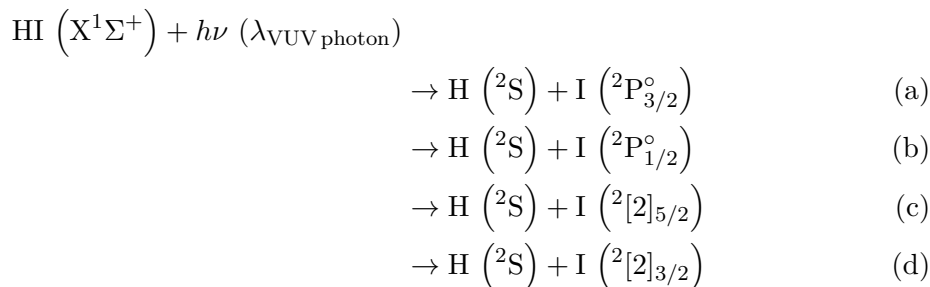 HI (X¹Σ⁺) + hν (λ_VUV photon)
→ H (²S) + I (²P°_3/2) (a)
→ H (²S) + I (²P°_1/2) (b)
→ H (²S) + I (²[2]_5/2) (c)
→ H (²S) + I (²[2]_3/2) (d)